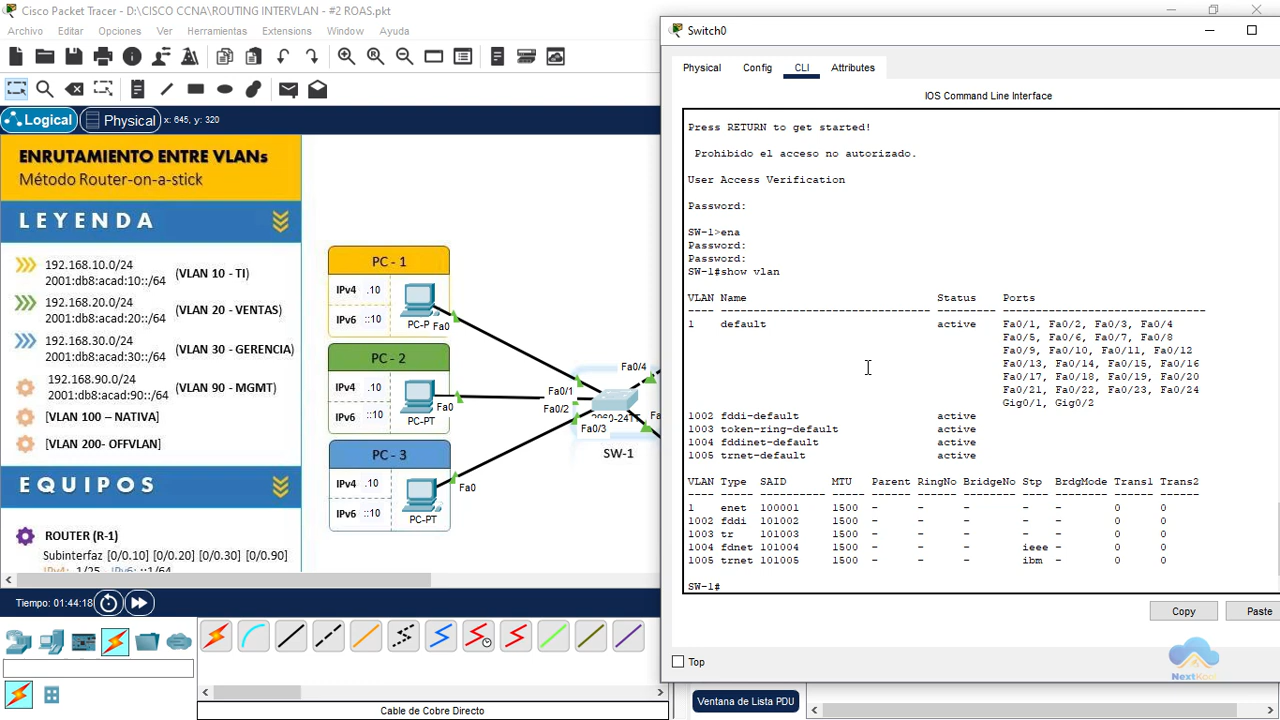 Cisco Packet Tracer - D:\CISCO CCNA\ROUTING INTERVLAN - #2 ROAS.pkt
Archivo Editar Opciones Ver Herramientas Extensions Window Ayuda
Logical Physical x: 645, y: 320
ENRUTAMIENTO ENTRE VLANs
Método Router-on-a-stick
LEYENDA
192.168.10.0/24
2001:db8:acad:10::/64
(VLAN 10 - TI)
192.168.20.0/24
2001:db8:acad:20::/64
(VLAN 20 - VENTAS)
192.168.30.0/24
2001:db8:acad:30::/64
(VLAN 30 - GERENCIA)
192.168.90.0/24
2001:db8:acad:90::/64
(VLAN 90 - MGMT)
[VLAN 100 – NATIVA]
[VLAN 200- OFFVLAN]
EQUIPOS
ROUTER (R-1)
Subinterfaz [0/0.10] [0/0.20] [0/0.30] [0/0.90]
PC - 1
IPv4 .10
IPv6 ::10
PC-P Fa0
PC - 2
IPv4 .10
IPv6 ::10
PC-PT
Fa0
PC - 3
IPv4 .10
IPv6 ::10
PC-PT
Fa0
Fa0/4
Fa0/1
Fa0/2
Fa0/3
SW-1
Tiempo: 01:44:18
Cable de Cobre Directo
Switch0
Physical Config CLI Attributes
IOS Command Line Interface
Press RETURN to get started!
Prohibido el acceso no autorizado.
User Access Verification
Password:
SW-1>ena
Password:
Password:
SW-1#show vlan
VLAN Name Status Ports
---- -------------------------------- --------- -------------------------------
1 default active Fa0/1, Fa0/2, Fa0/3, Fa0/4
Fa0/5, Fa0/6, Fa0/7, Fa0/8
Fa0/9, Fa0/10, Fa0/11, Fa0/12
Fa0/13, Fa0/14, Fa0/15, Fa0/16
Fa0/17, Fa0/18, Fa0/19, Fa0/20
Fa0/21, Fa0/22, Fa0/23, Fa0/24
Gig0/1, Gig0/2
1002 fddi-default active
1003 token-ring-default active
1004 fddinet-default active
1005 trnet-default active
VLAN Type SAID MTU Parent RingNo BridgeNo Stp BrdgMode Trans1 Trans2
---- ----- ---------- ----- ------ ------ -------- ---- -------- ------ ------
1 enet 100001 1500 - - - - - 0 0
1002 fddi 101002 1500 - - - - - 0 0
1003 tr 101003 1500 - - - - - 0 0
1004 fdnet 101004 1500 - - - ieee - 0 0
1005 trnet 101005 1500 - - - ibm - 0 0
SW-1#
Copy Paste
Top
NextKool
Ventana de Lista PDU